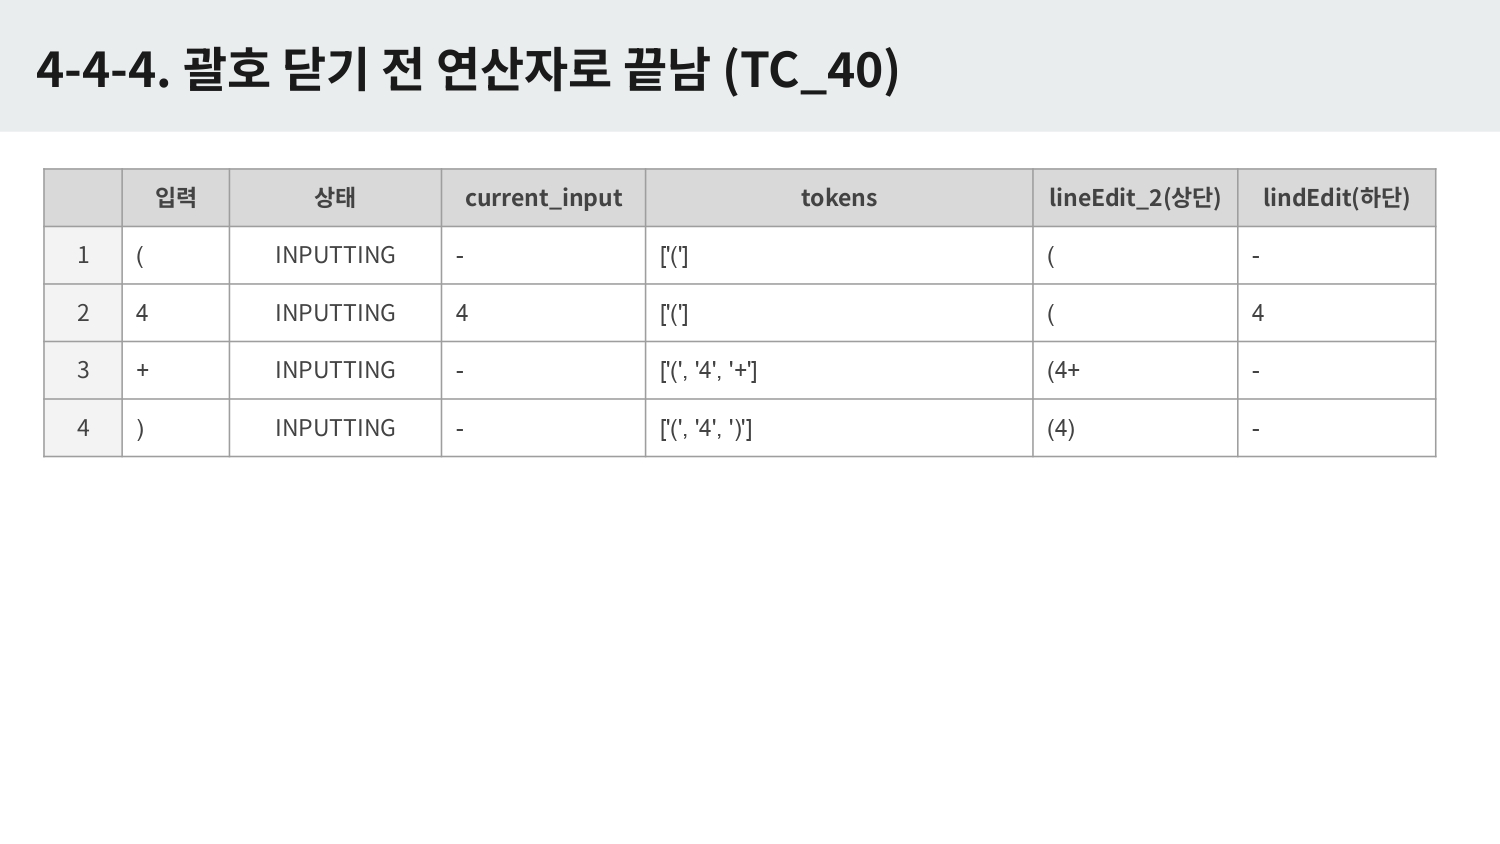 4-4-4. 괄호 닫기 전 연산자로 끝남 (TC_40)
입력 상태 current_input tokens lineEdit_2(상단) lindEdit(하단)
1 ( INPUTTING - ['('] ( -
2 4 INPUTTING 4 ['('] ( 4
3 + INPUTTING - ['(', '4', '+'] (4+ -
4 ) INPUTTING - ['(', '4', ')'] (4) -